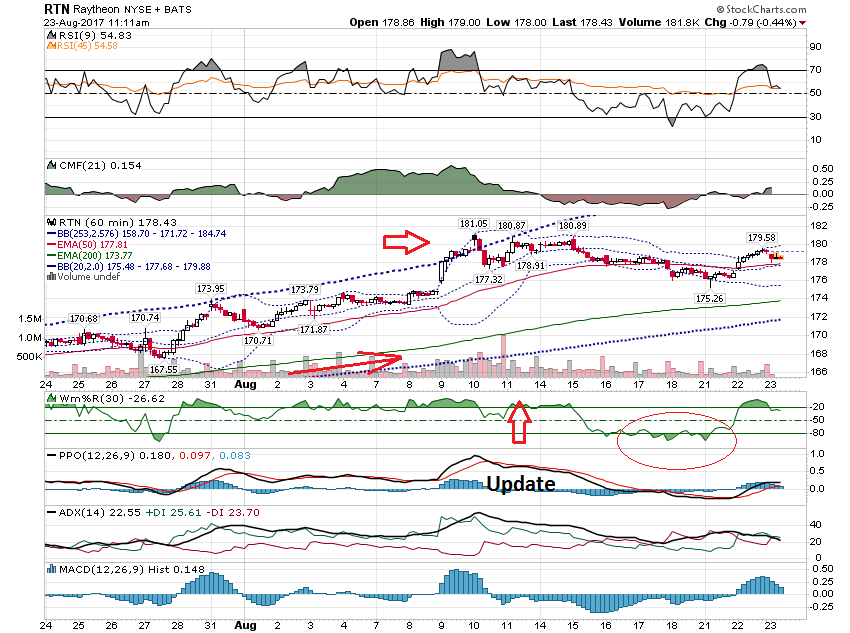 RTN Raytheon NYSE + BATS © StockCharts.com
23-Aug-2017 11:11am Open 178.86 High 179.00 Low 178.00 Last 178.43 Volume 181.8K Chg -0.79 (-0.44%)
RSI(9) 54.83
RSI(45) 54.58
90
70
50
30
10
CMF(21) 0.154
0.50
0.25
0.00
-0.25
RTN (60 min) 178.43
BB(253,2.576) 158.70 - 171.72 - 184.74
EMA(50) 177.81
EMA(200) 173.77
BB(20,2.0) 175.48 - 177.68 - 179.88
Volume undef
181.05 180.87 180.89
179.58
178.91
177.32
175.26
173.95 173.79
170.68 170.74
171.87
170.71
167.55
182
180
178
176
174
172
170
168
166
1.5M
1.0M
500K
24 25 26 27 28 31 Aug 2 3 4 7 8 9 10 11 14 15 16 17 18 21 22 23
Wm%R(30) -26.62
-20
-50
-80
PPO(12,26,9) 0.180, 0.097, 0.083
1.0
0.5
0.0
Update
ADX(14) 22.55 +DI 25.61 -DI 23.70
40
20
0
MACD(12,26,9) Hist 0.148
0.50
0.25
0.00
-0.25
-0.50
24 25 26 27 28 31 Aug 2 3 4 7 8 9 10 11 14 15 16 17 18 21 22 23